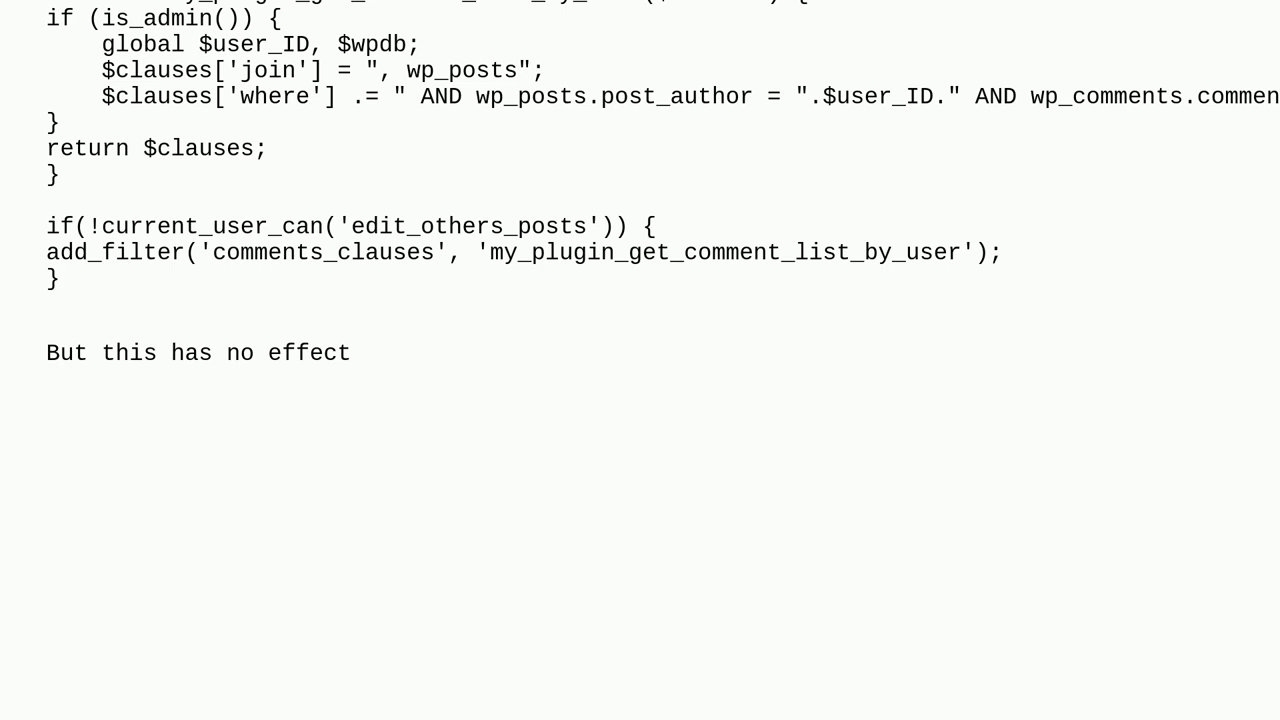 if (is_admin()) {
    global $user_ID, $wpdb;
    $clauses['join'] = ", wp_posts";
    $clauses['where'] .= " AND wp_posts.post_author = ".$user_ID." AND wp_comments.commen
}
return $clauses;
}
if(!current_user_can('edit_others_posts')) {
add_filter('comments_clauses', 'my_plugin_get_comment_list_by_user');
}
But this has no effect